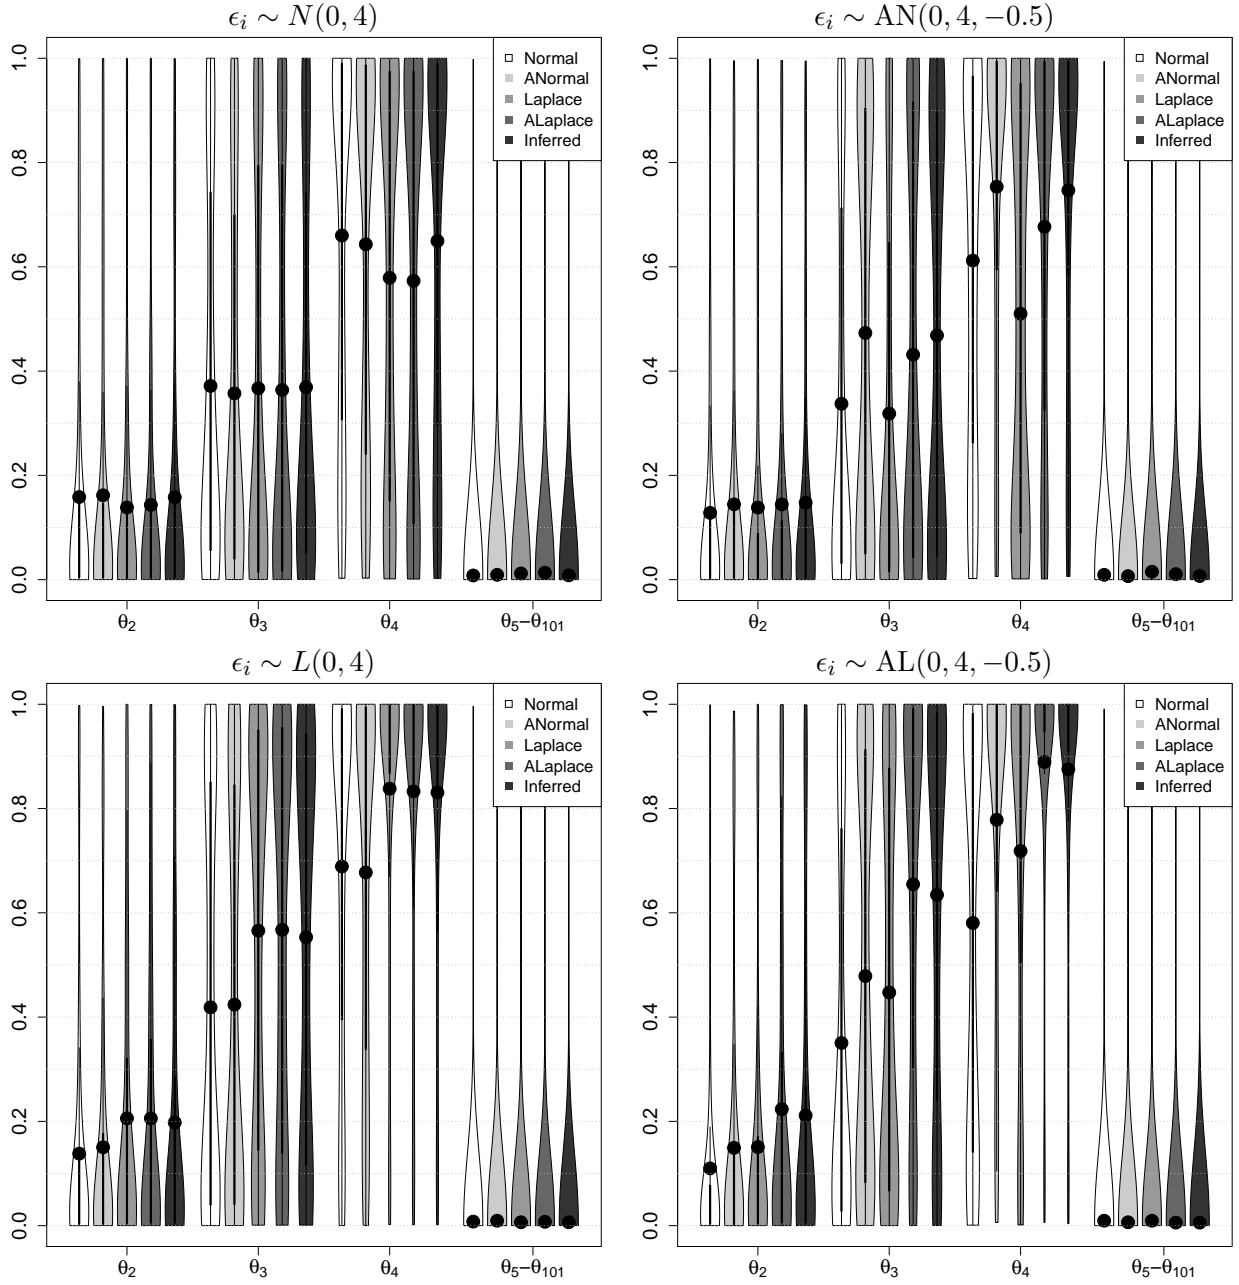 ϵᵢ ∼ N(0, 4)
1.0
0.8
0.6
0.4
0.2
0.0
Normal
ANormal
Laplace
ALaplace
Inferred
θ₂ θ₃ θ₄ θ₅−θ₁₀₁
ϵᵢ ∼ AN(0, 4, −0.5)
1.0
0.8
0.6
0.4
0.2
0.0
Normal
ANormal
Laplace
ALaplace
Inferred
θ₂ θ₃ θ₄ θ₅−θ₁₀₁
ϵᵢ ∼ L(0, 4)
1.0
0.8
0.6
0.4
0.2
0.0
Normal
ANormal
Laplace
ALaplace
Inferred
θ₂ θ₃ θ₄ θ₅−θ₁₀₁
ϵᵢ ∼ AL(0, 4, −0.5)
1.0
0.8
0.6
0.4
0.2
0.0
Normal
ANormal
Laplace
ALaplace
Inferred
θ₂ θ₃ θ₄ θ₅−θ₁₀₁